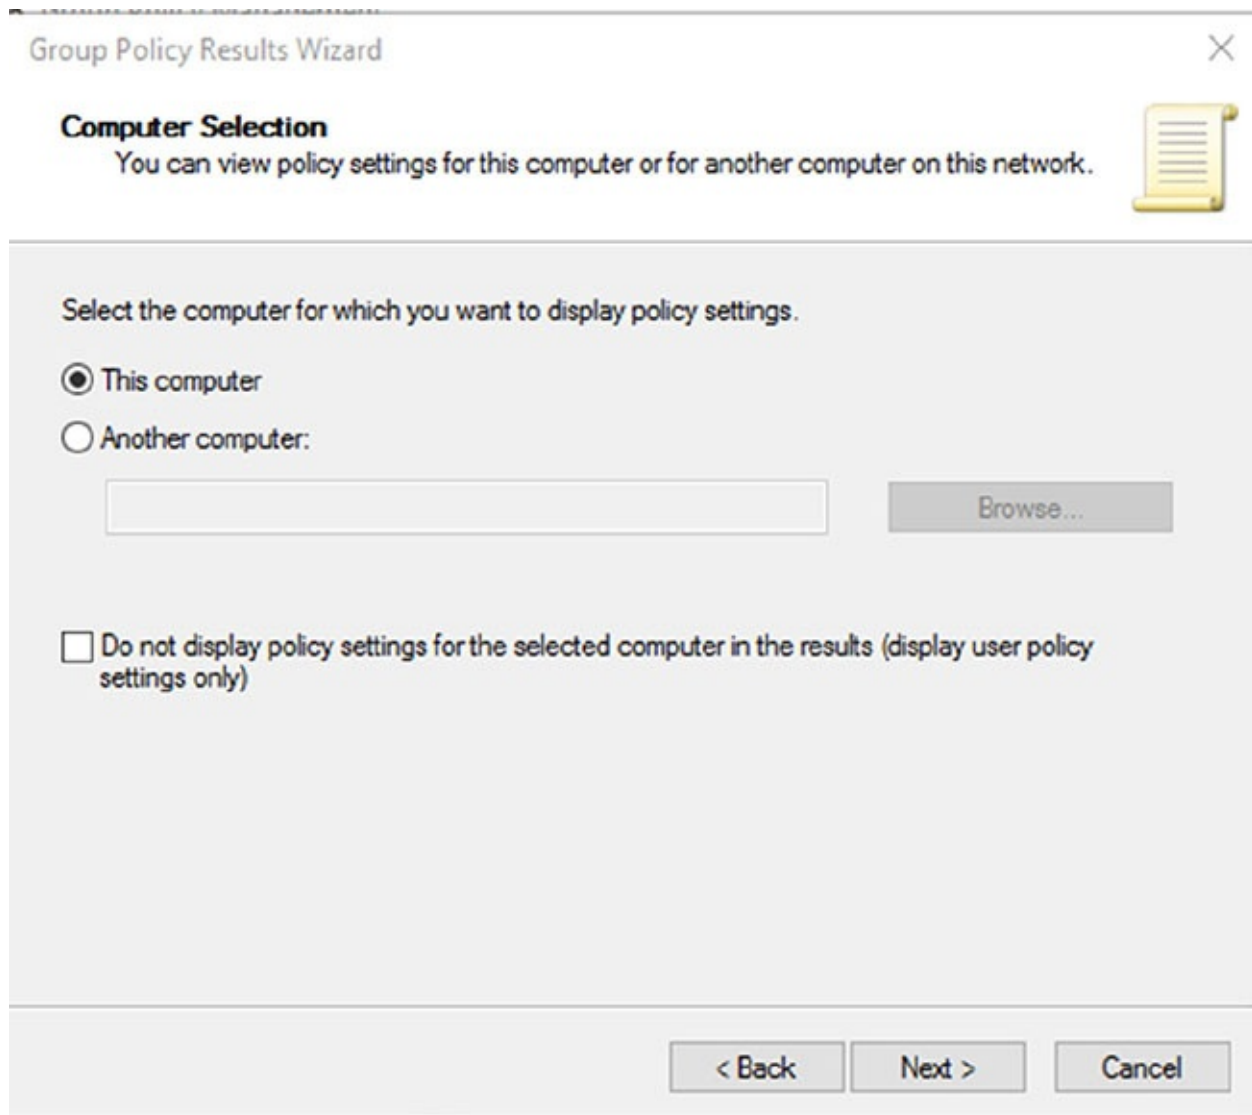 Group Policy Management
Group Policy Results Wizard
Computer Selection
You can view policy settings for this computer or for another computer on this network.
Select the computer for which you want to display policy settings.
This computer
Another computer:
Browse...
Do not display policy settings for the selected computer in the results (display user policy
settings only)
< Back
Next >
Cancel